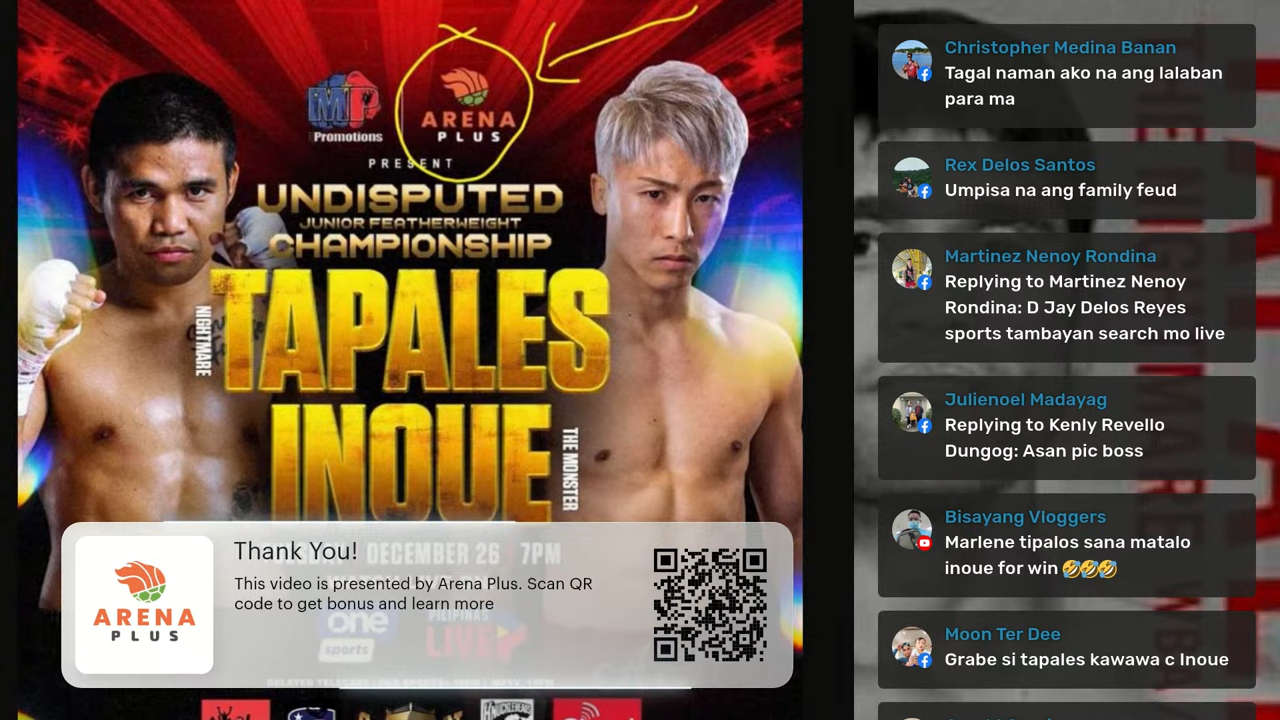 MP
Promotions
ARENA
PLUS
PRESENT
UNDISPUTED
JUNIOR FEATHERWEIGHT
CHAMPIONSHIP
TAPALES
NIGHTMARE
INOUE
THE MONSTER
DECEMBER 26 7PM
Thank You!
This video is presented by Arena Plus. Scan QR
code to get bonus and learn more
ARENA
PLUS
one
sports
PILIPINAS
LIVE
Christopher Medina Banan
Tagal naman ako na ang lalaban
para ma
Rex Delos Santos
Umpisa na ang family feud
Martinez Nenoy Rondina
Replying to Martinez Nenoy
Rondina: D Jay Delos Reyes
sports tambayan search mo live
Julienoel Madayag
Replying to Kenly Revello
Dungog: Asan pic boss
Bisayang Vloggers
Marlene tipalos sana matalo
inoue for win 🤣🤣🤣
Moon Ter Dee
Grabe si tapales kawawa c Inoue